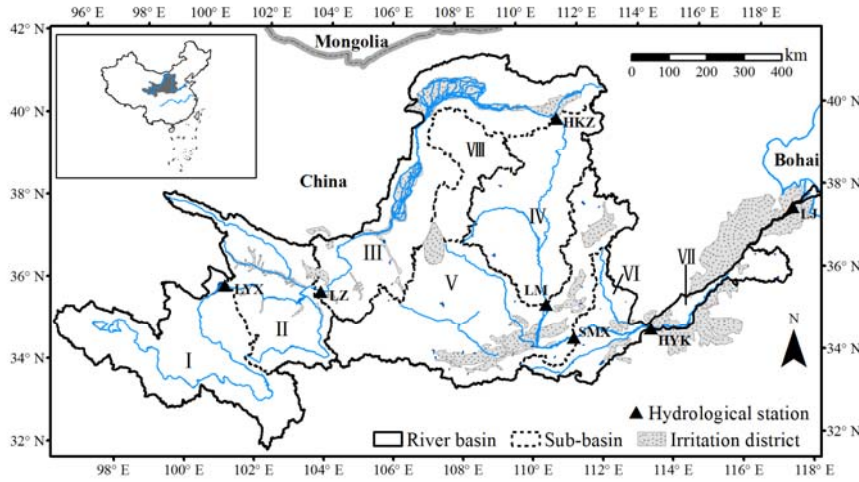 96° E 98° E 100° E 102° E 104° E 106° E 108° E 110° E 112° E 114° E 116° E
42° N
Mongolia
km
0 100 200 300 400
40° N
40° N
HKZ
VIII
Bohai
China
38° N
38° N
LJ
IV
III
VII
36° N
36° N
V
VI
LYX
LZ
LM
II
SMX
HYK
N
34° N
34° N
I
Hydrological station
32° N
River basin Sub-basin Irritation district
32° N
98° E 100° E 102° E 104° E 106° E 108° E 110° E 112° E 114° E 116° E 118° E